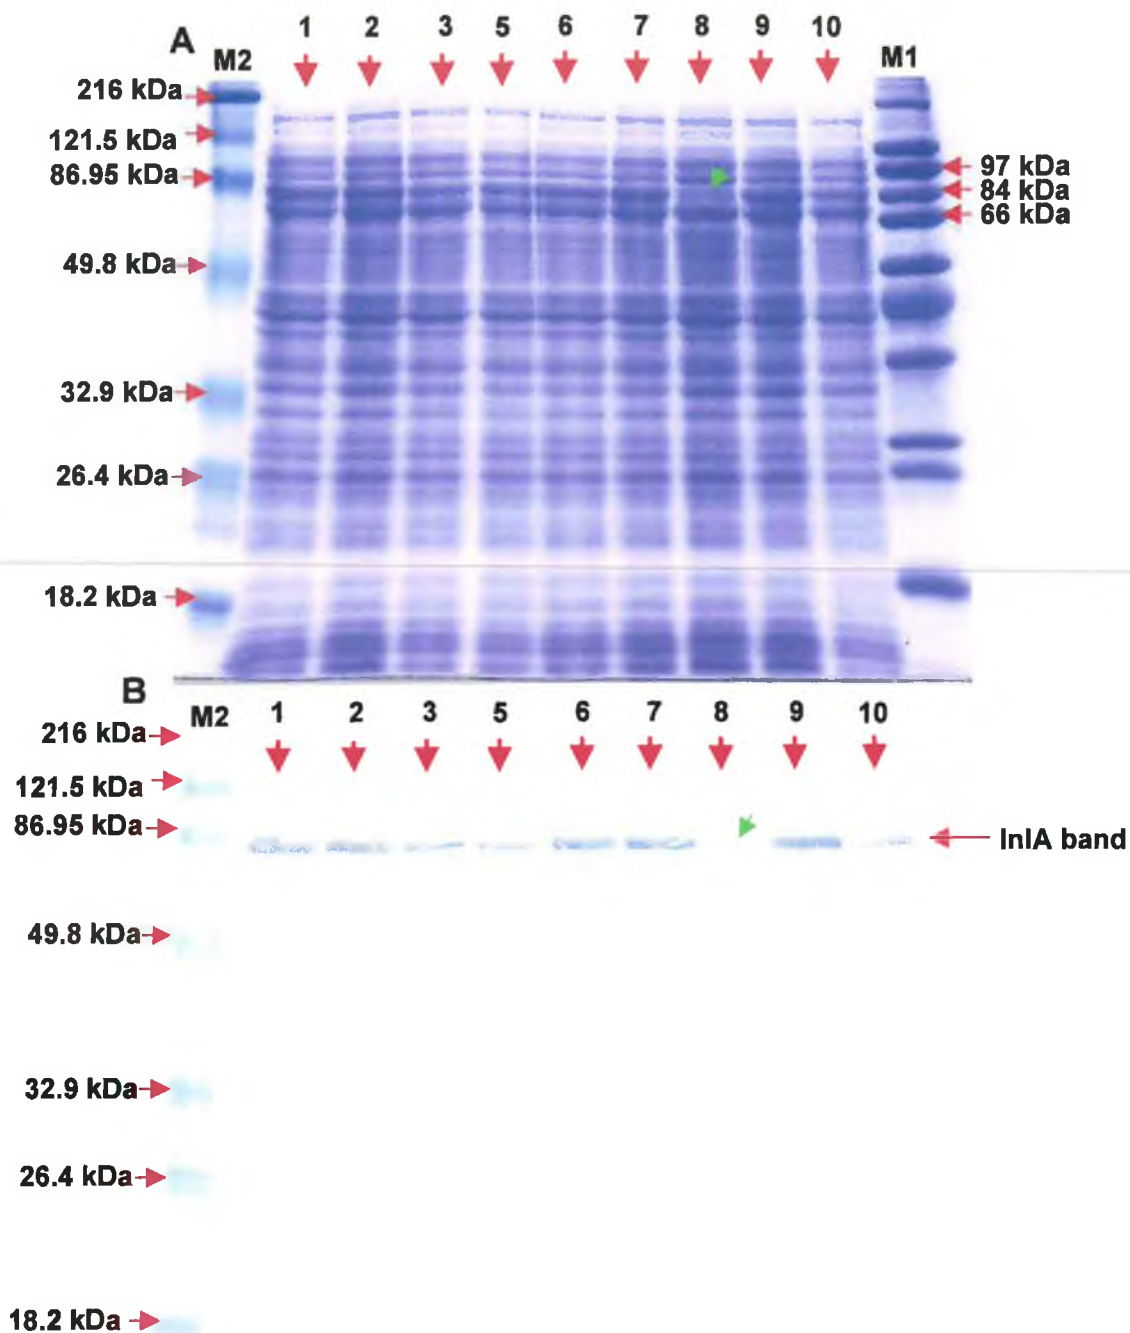 A
1 2 3 5 6 7 8 9 10
M2
M1
216 kDa
121.5 kDa
86.95 kDa
49.8 kDa
32.9 kDa
26.4 kDa
18.2 kDa
97 kDa
84 kDa
66 kDa
B
M2 1 2 3 5 6 7 8 9 10
216 kDa
121.5 kDa
86.95 kDa
49.8 kDa
32.9 kDa
26.4 kDa
18.2 kDa
InlA band